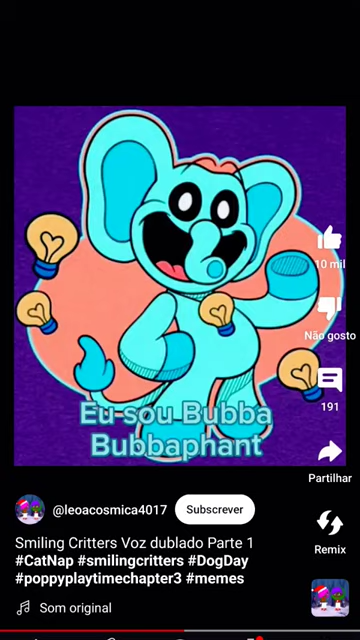 10 mil
Não gosto
191
Partilhar
Remix
Eu sou Bubba
Bubbaphant
@leoacosmica4017
Subscrever
Smiling Critters Voz dublado Parte 1
#CatNap #smilingcritters #DogDay
#poppyplaytimechapter3 #memes
Som original